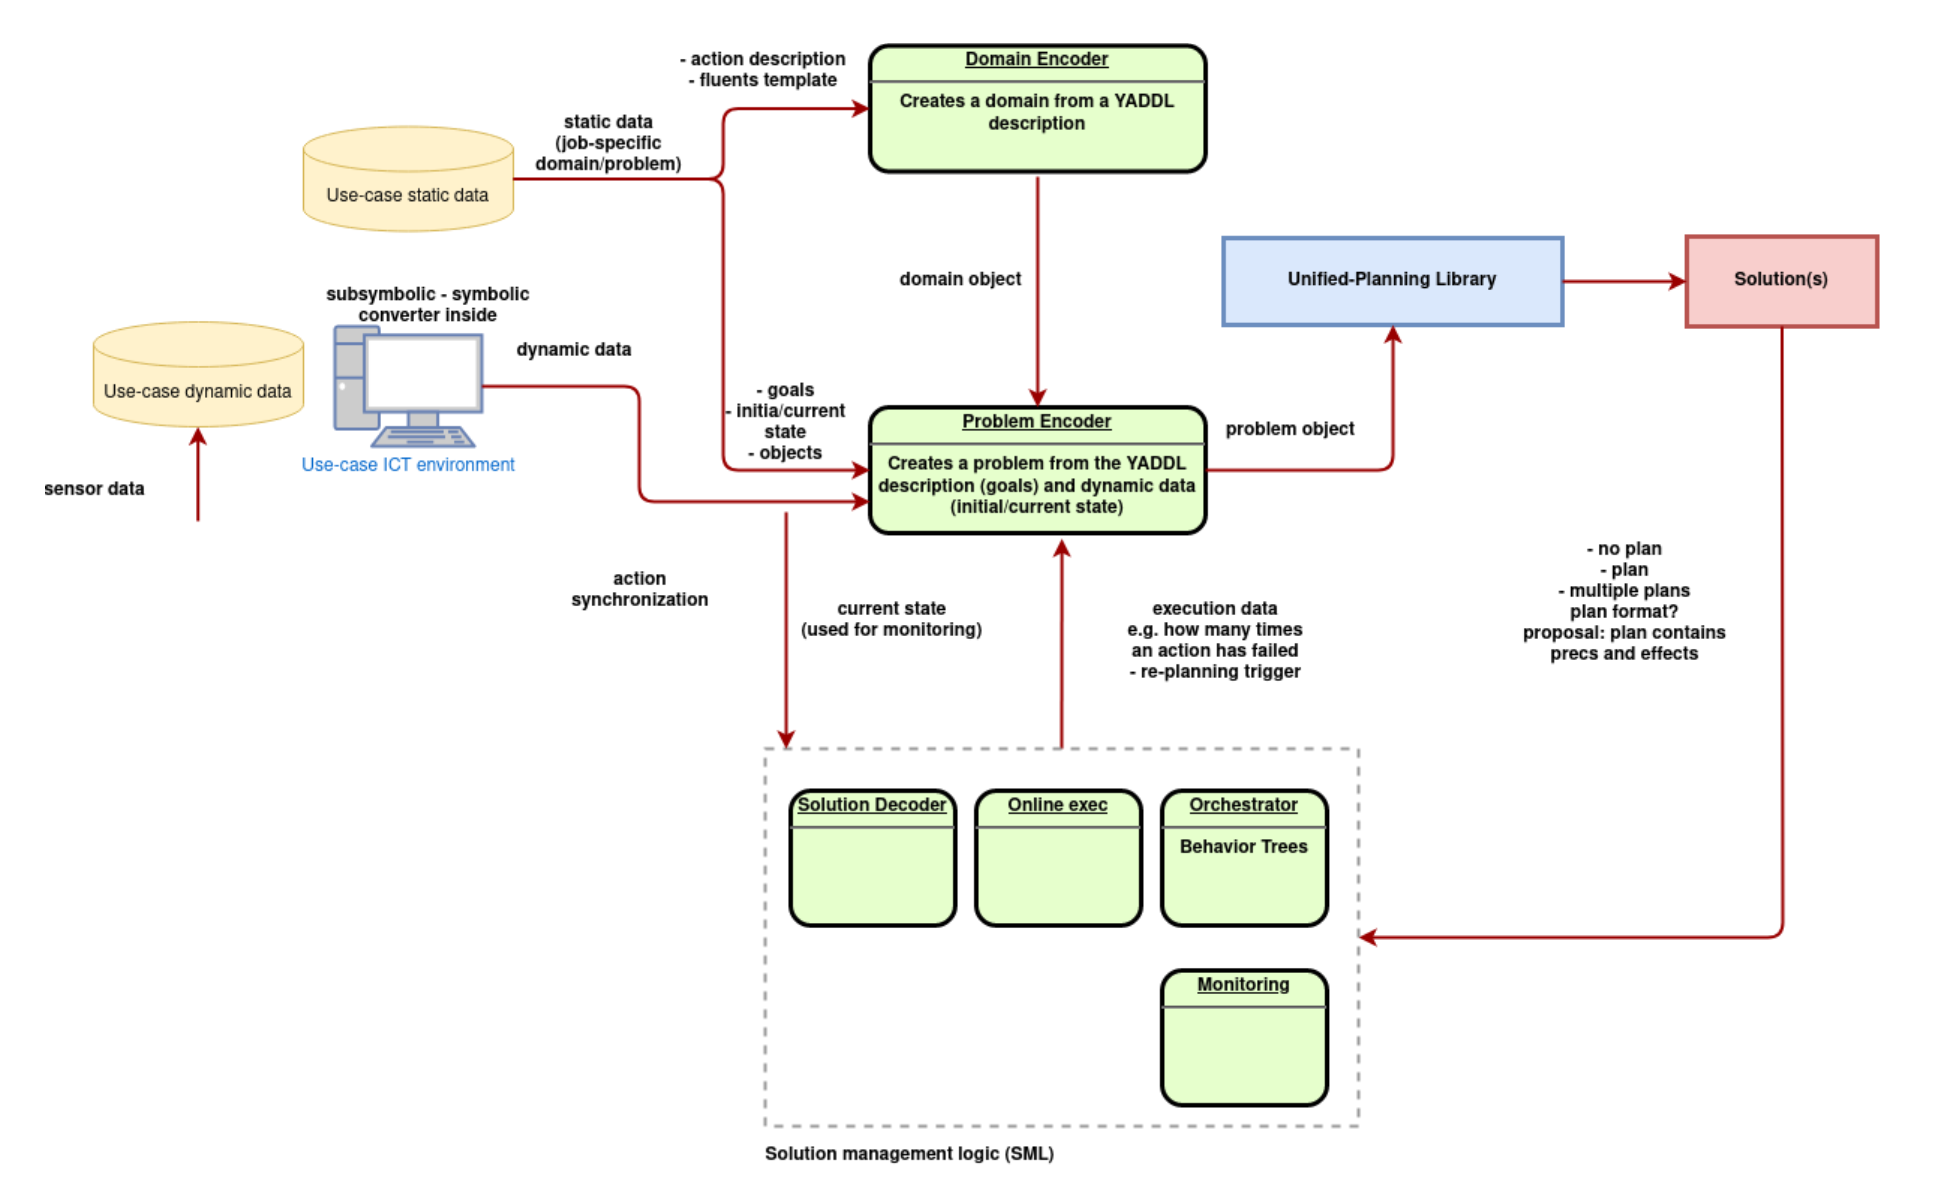 - action description
- fluents template
Domain Encoder
Creates a domain from a YADDL
description
static data
(job-specific
domain/problem)
Use-case static data
subsymbolic - symbolic
converter inside
dynamic data
Use-case dynamic data
Use-case ICT environment
sensor data
domain object
Unified-Planning Library
Solution(s)
- goals
- initia/current
state
- objects
Problem Encoder
Creates a problem from the YADDL
description (goals) and dynamic data
(initial/current state)
problem object
action
synchronization
current state
(used for monitoring)
execution data
e.g. how many times
an action has failed
- re-planning trigger
- no plan
- plan
- multiple plans
plan format?
proposal: plan contains
precs and effects
Solution Decoder
Online exec
Orchestrator
Behavior Trees
Monitoring
Solution management logic (SML)